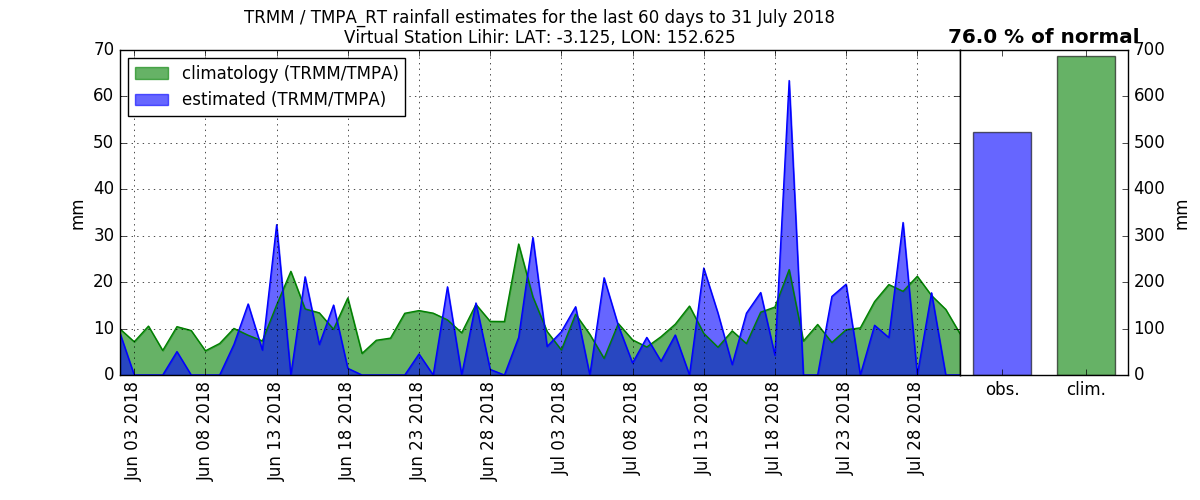 TRMM / TMPA_RT rainfall estimates for the last 60 days to 31 July 2018
Virtual Station Lihir: LAT: -3.125, LON: 152.625
76.0 % of normal
climatology (TRMM/TMPA)
estimated (TRMM/TMPA)
70
60
50
40
30
20
10
0
mm
700
600
500
400
300
200
100
0
mm
Jun 03 2018
Jun 08 2018
Jun 13 2018
Jun 18 2018
Jun 23 2018
Jun 28 2018
Jul 03 2018
Jul 08 2018
Jul 13 2018
Jul 18 2018
Jul 23 2018
Jul 28 2018
obs.
clim.